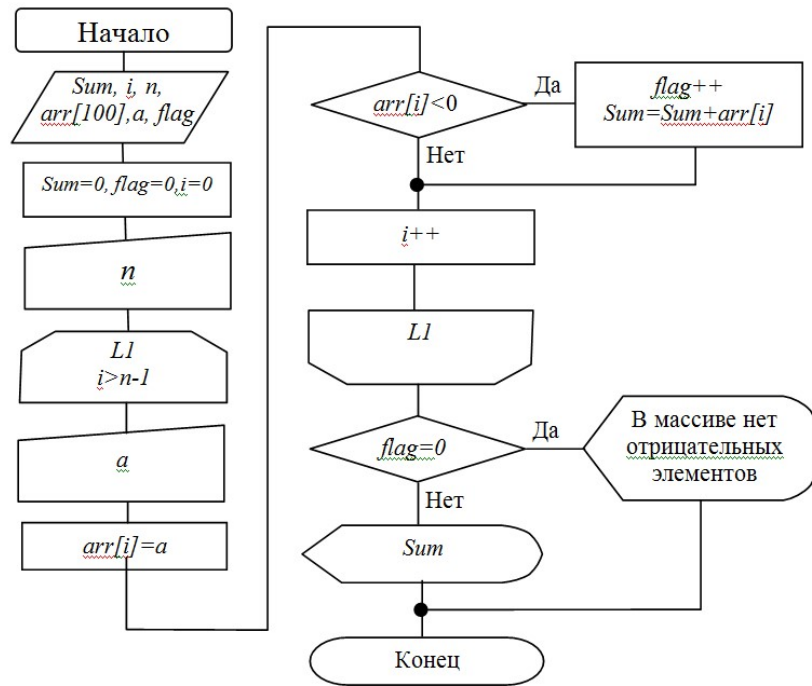 Начало
Sum, i, n,
arr[100],a, flag
Sum=0, flag=0,i=0
n
L1
i>n-1
a
arr[i]=a
arr[i]<0
Да
flag++
Sum=Sum+arr[i]
Нет
i++
L1
flag=0
Да
В массиве нет
отрицательных
элементов
Нет
Sum
Конец